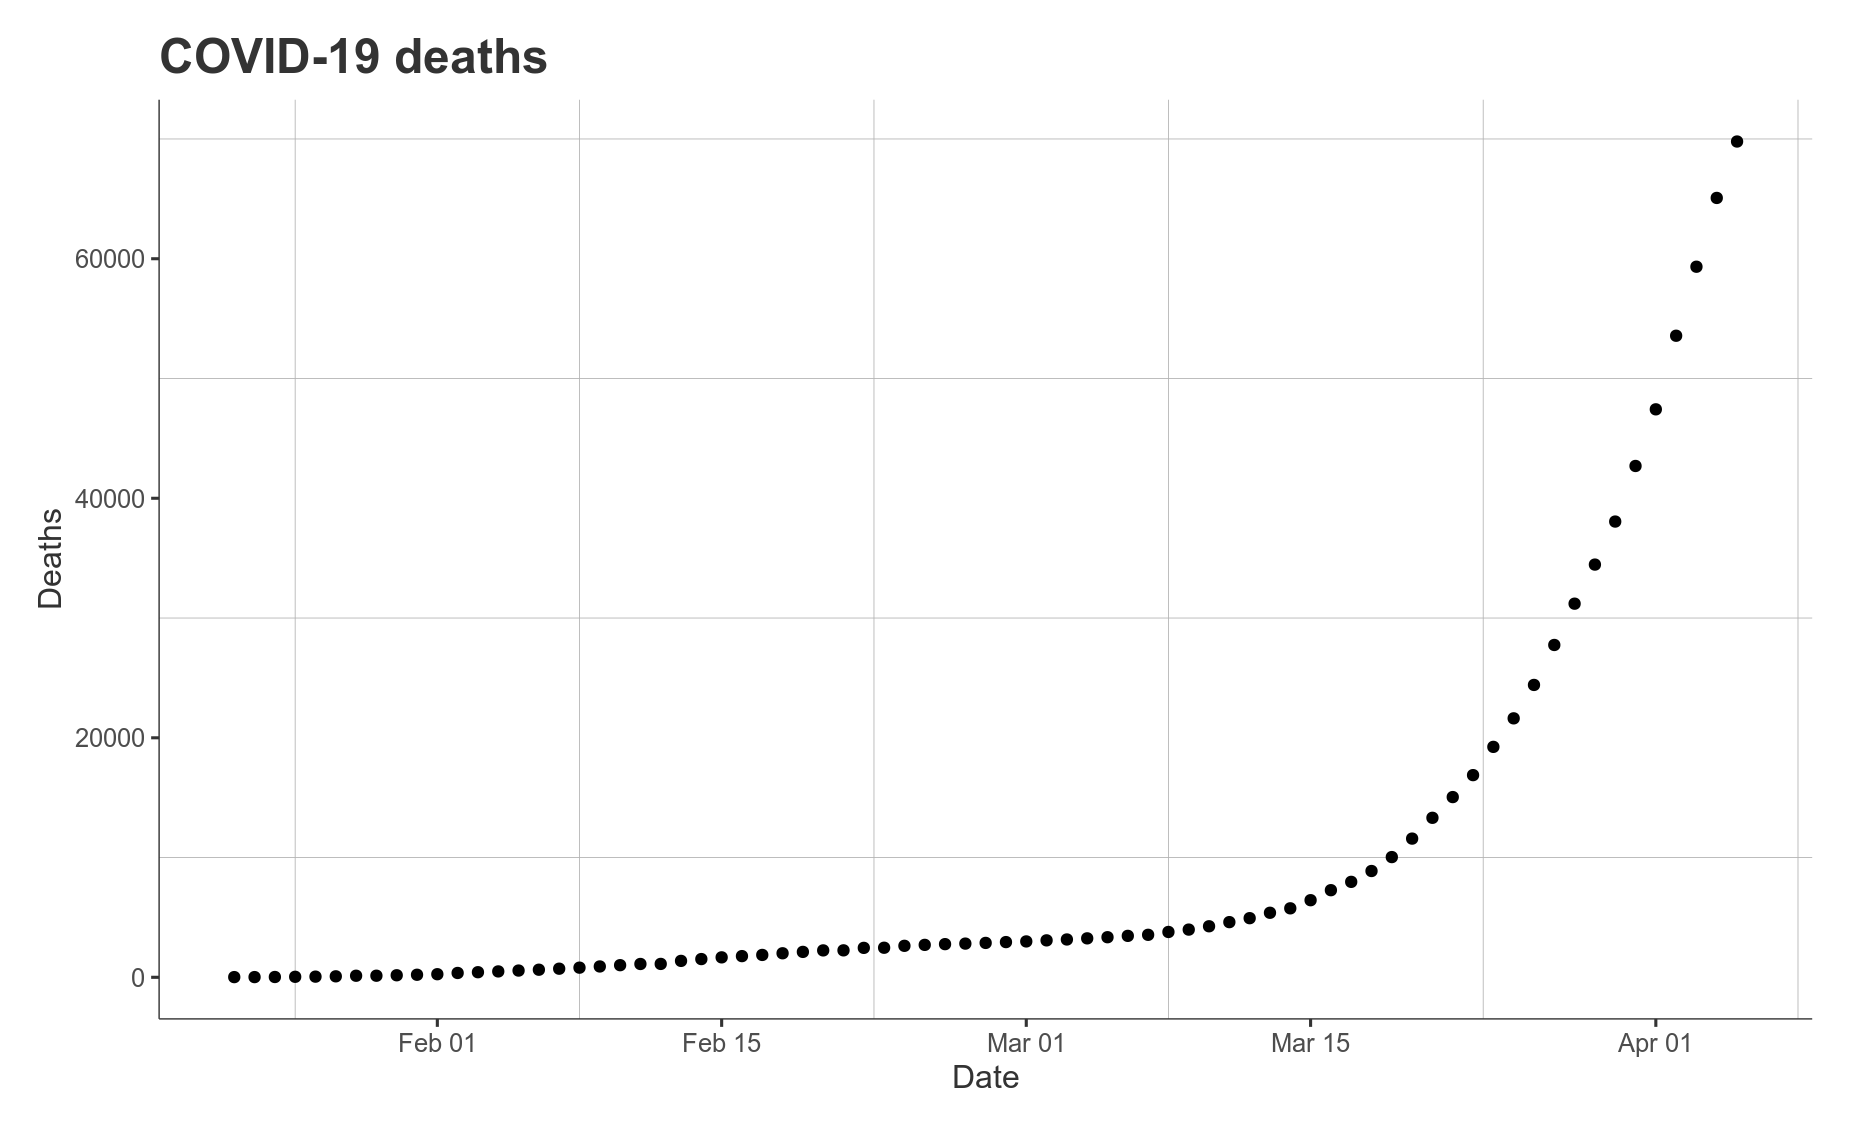 COVID-19 deaths
60000
40000
20000
0
Deaths
Feb 01
Feb 15
Mar 01
Mar 15
Apr 01
Date